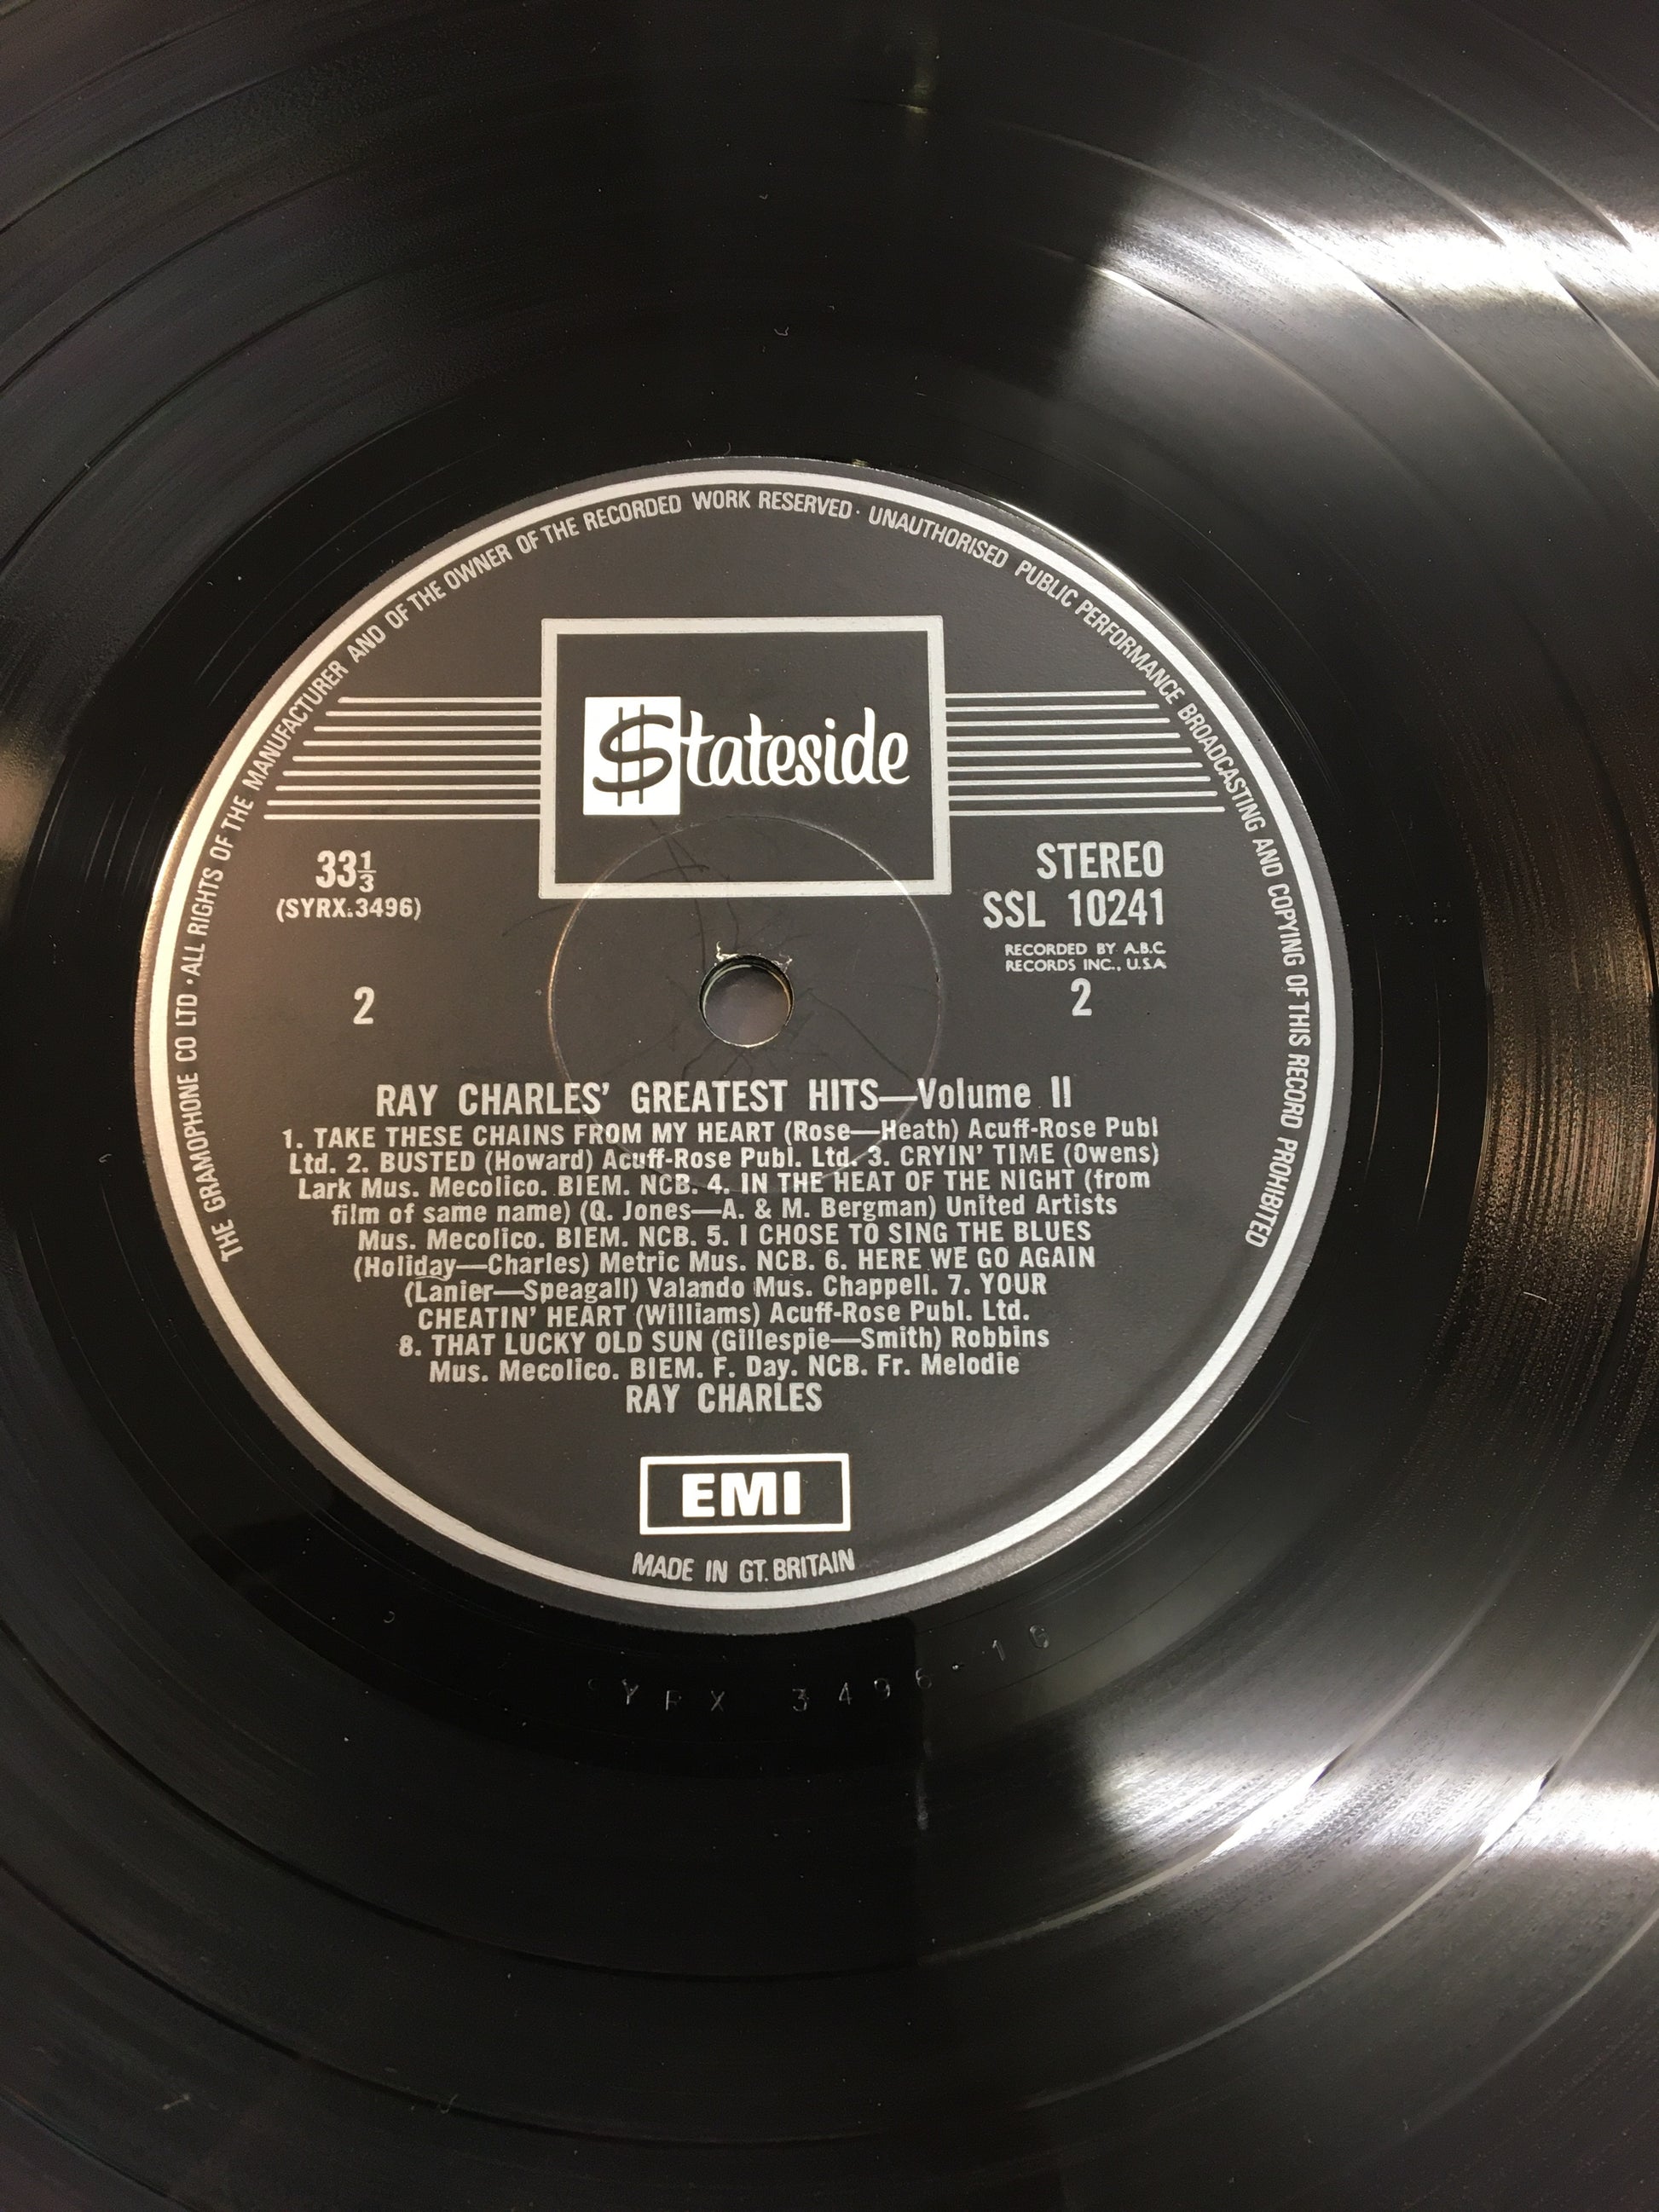 THE GRAMOPHONE CO LTD · ALL RIGHTS OF THE MANUFACTURER AND OF THE OWNER OF THE RECORDED WORK RESERVED · UNAUTHORISED PUBLIC PERFORMANCE BROADCASTING AND COPYING OF THIS RECORD PROHIBITED
$tateside
33⅓
(SYRX.3496)
2
STEREO
SSL 10241
RECORDED BY A.B.C.
RECORDS INC., U.S.A
2
RAY CHARLES’ GREATEST HITS—Volume II
1. TAKE THESE CHAINS FROM MY HEART (Rose—Heath) Acuff-Rose Publ
Ltd. 2. BUSTED (Howard) Acuff-Rose Publ. Ltd. 3. CRYIN’ TIME (Owens)
Lark Mus. Mecolico. BIEM. NCB. 4. IN THE HEAT OF THE NIGHT (from
film of same name) (Q. Jones—A. & M. Bergman) United Artists
Mus. Mecolico. BIEM. NCB. 5. I CHOSE TO SING THE BLUES
(Holiday—Charles) Metric Mus. NCB. 6. HERE WE GO AGAIN
(Lanier—Speagall) Valando Mus. Chappell. 7. YOUR
CHEATIN’ HEART (Williams) Acuff-Rose Publ. Ltd.
8. THAT LUCKY OLD SUN (Gillespie—Smith) Robbins
Mus. Mecolico. BIEM. F. Day. NCB. Fr. Melodie
RAY CHARLES
EMI
MADE IN GT. BRITAIN
3496